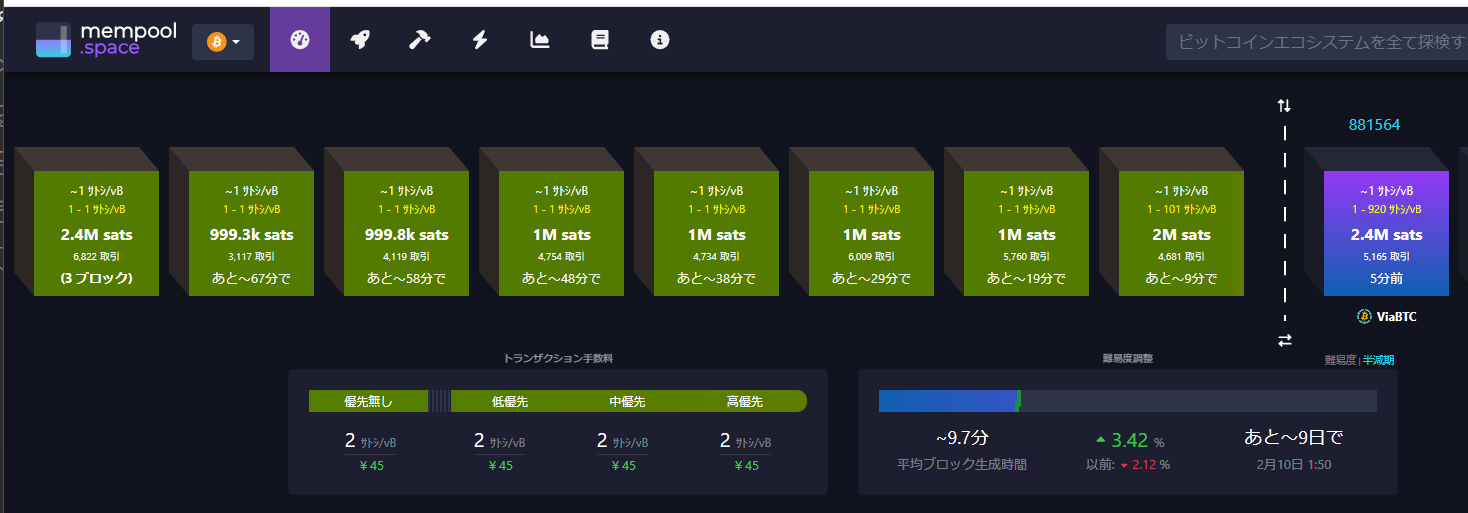 mempool
.space
ビットコインエコシステムを全て探検す
881564
~1 ｻﾄｼ/vB
1 - 1 ｻﾄｼ/vB
2.4M sats
6,822 取引
(3 ブロック)
~1 ｻﾄｼ/vB
1 - 1 ｻﾄｼ/vB
999.3k sats
3,117 取引
あと〜67分で
~1 ｻﾄｼ/vB
1 - 1 ｻﾄｼ/vB
999.8k sats
4,119 取引
あと〜58分で
~1 ｻﾄｼ/vB
1 - 1 ｻﾄｼ/vB
1M sats
4,754 取引
あと〜48分で
~1 ｻﾄｼ/vB
1 - 1 ｻﾄｼ/vB
1M sats
4,734 取引
あと〜38分で
~1 ｻﾄｼ/vB
1 - 1 ｻﾄｼ/vB
1M sats
6,009 取引
あと〜29分で
~1 ｻﾄｼ/vB
1 - 1 ｻﾄｼ/vB
1M sats
5,760 取引
あと〜19分で
~1 ｻﾄｼ/vB
1 - 101 ｻﾄｼ/vB
2M sats
4,681 取引
あと〜9分で
~1 ｻﾄｼ/vB
1 - 920 ｻﾄｼ/vB
2.4M sats
5,165 取引
5分前
ViaBTC
トランザクション手数料
優先無し 低優先 中優先 高優先
2 ｻﾄｼ/vB 2 ｻﾄｼ/vB 2 ｻﾄｼ/vB 2 ｻﾄｼ/vB
¥ 45 ¥ 45 ¥ 45 ¥ 45
難易度調整
難易度 | 半減期
~9.7分 3.42 % あと〜9日で
平均ブロック生成時間 以前: 2.12 % 2月10日 1:50